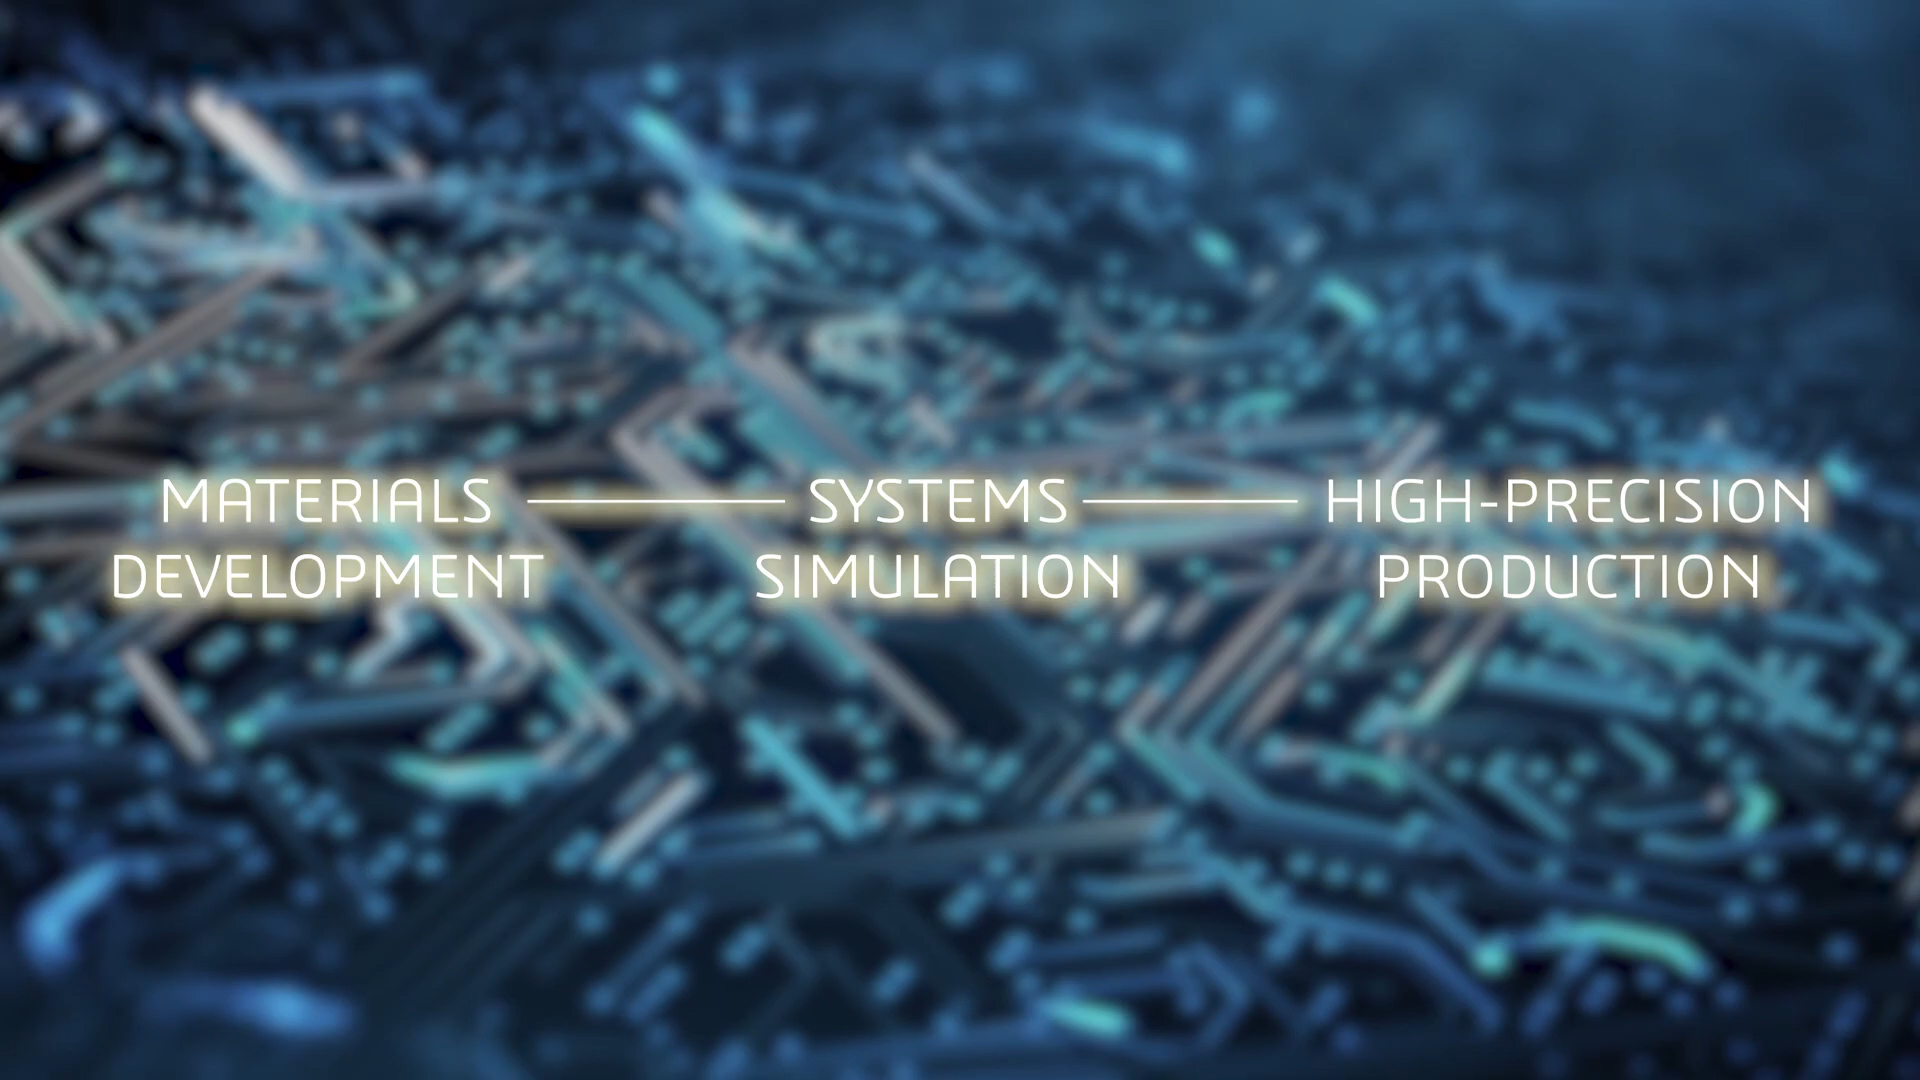 MATERIALS
DEVELOPMENT
SYSTEMS
SIMULATION
HIGH-PRECISION
PRODUCTION